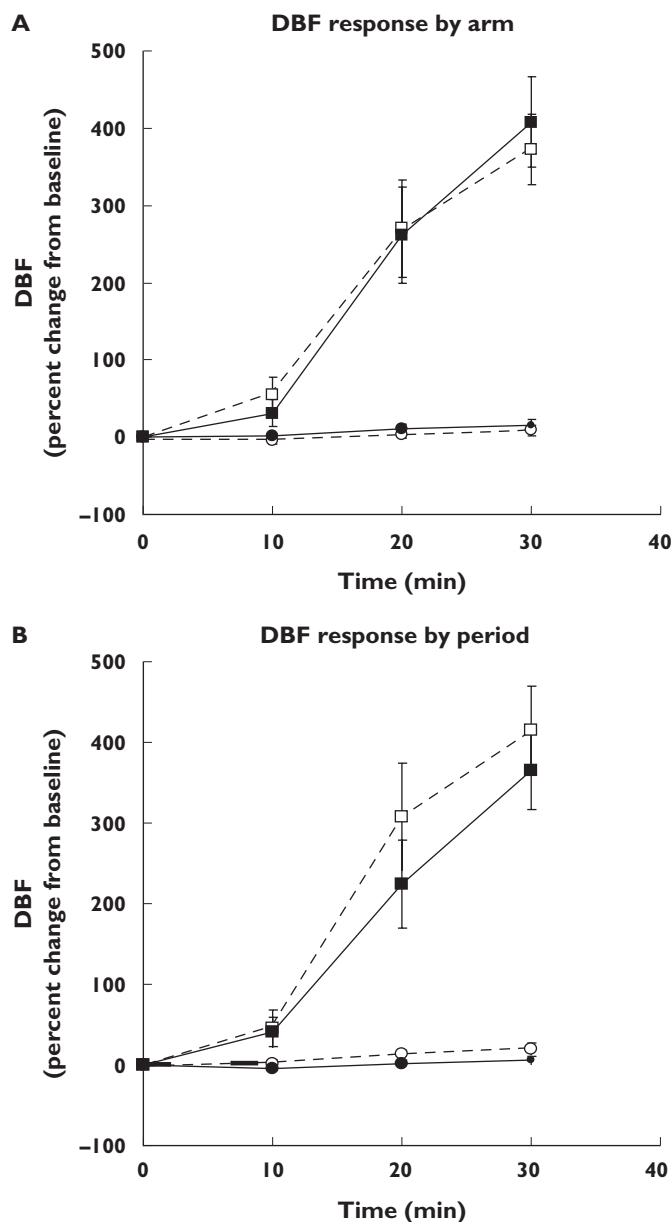 A
DBF response by arm
DBF
(percent change from baseline)
500
400
300
200
100
0
–100
0 10 20 30 40
Time (min)
B
DBF response by period
DBF
(percent change from baseline)
500
400
300
200
100
0
–100
0 10 20 30 40
Time (min)